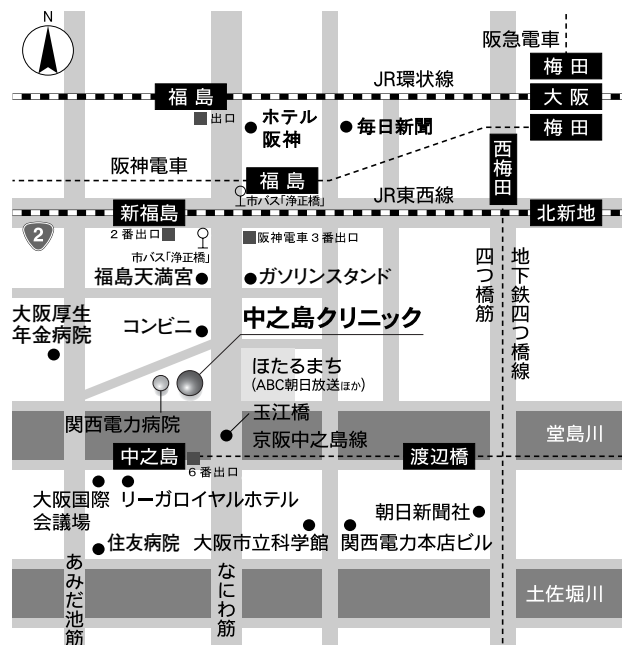 N
阪急電車
梅田
JR環状線
福島
大阪
出口
ホテル
阪神
毎日新聞
梅田
西梅田
阪神電車
福島
市バス「浄正橋」
JR東西線
新福島
北新地
2
2番出口
阪神電車3番出口
市バス「浄正橋」
福島天満宮
ガソリンスタンド
四つ橋筋
地下鉄四つ橋線
大阪厚生
年金病院
コンビニ
中之島クリニック
ほたるまち
(ABC朝日放送ほか)
関西電力病院
玉江橋
堂島川
京阪中之島線
中之島
渡辺橋
6番出口
大阪国際
会議場
リーガロイヤルホテル
朝日新聞社
住友病院
大阪市立科学館
関西電力本店ビル
あみだ池筋
なにわ筋
土佐堀川